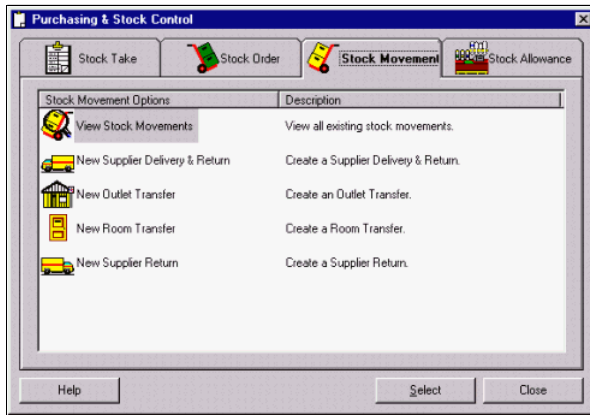 Purchasing & Stock Control
Stock Take Stock Order Stock Movement Stock Allowance
Stock Movement Options Description
View Stock Movements View all existing stock movements.
New Supplier Delivery & Return Create a Supplier Delivery & Return.
New Outlet Transfer Create an Outlet Transfer.
New Room Transfer Create a Room Transfer.
New Supplier Return Create a Supplier Return.
Help Select Close